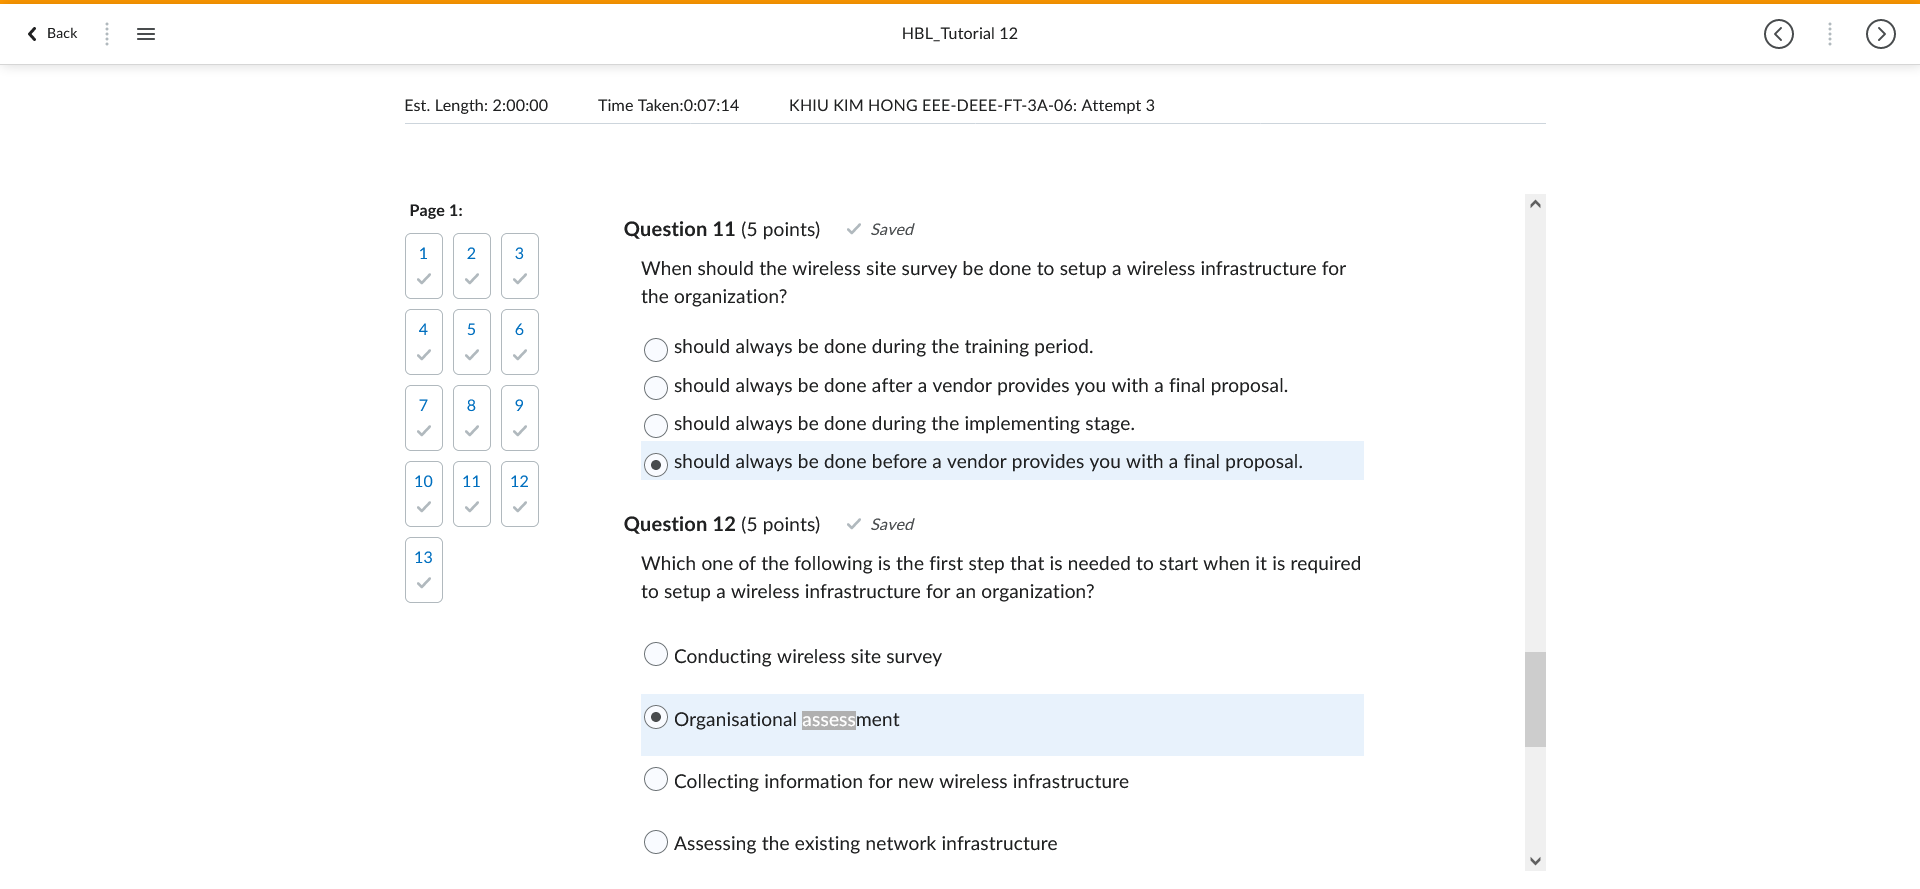 Back
HBL_Tutorial 12
Est. Length: 2:00:00 Time Taken:0:07:14 KHIU KIM HONG EEE-DEEE-FT-3A-06: Attempt 3
Page 1:
1 2 3
4 5 6
7 8 9
10 11 12
13
Question 11 (5 points) Saved
When should the wireless site survey be done to setup a wireless infrastructure for
the organization?
should always be done during the training period.
should always be done after a vendor provides you with a final proposal.
should always be done during the implementing stage.
should always be done before a vendor provides you with a final proposal.
Question 12 (5 points) Saved
Which one of the following is the first step that is needed to start when it is required
to setup a wireless infrastructure for an organization?
Conducting wireless site survey
Organisational assessment
Collecting information for new wireless infrastructure
Assessing the existing network infrastructure